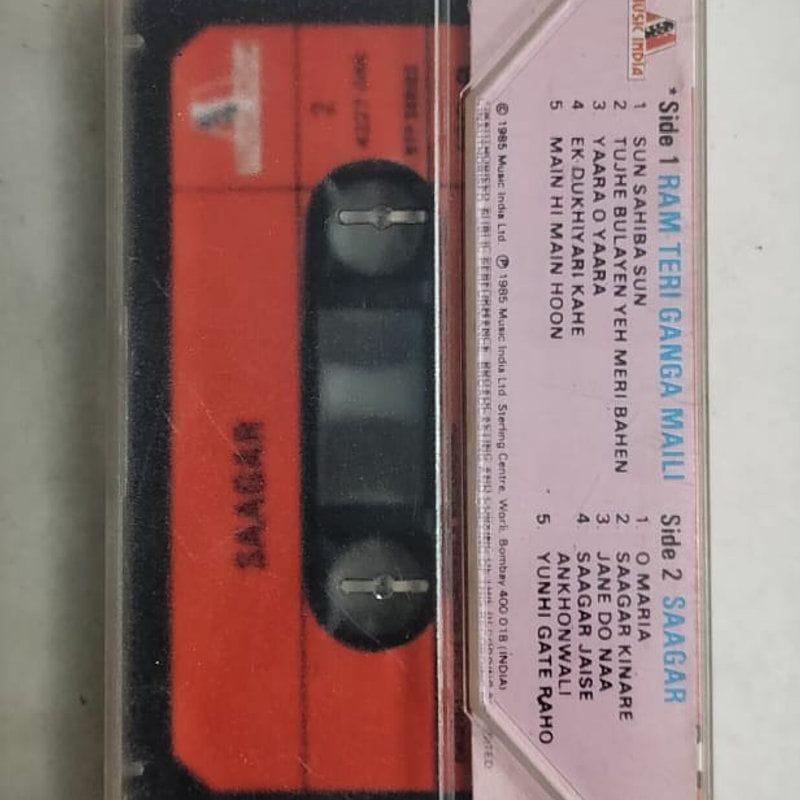 MUSIC INDIA
*Side 1 RAM TERI GANGA MAILI
1 SUN SAHIBA SUN
2 TUJHE BULAYEN YEH MERI BAHEN
3. YAARA O YAARA
4 EK DUKHIYARI KAHE
5 MAIN HI MAIN HOON
Side 2 SAAGAR
1. O MARIA
2. SAAGAR KINARE
3. JANE DO NAA
4. SAAGAR JAISE
ANKHONWALI
5. YUNHI GATE RAHO
© 1985 Music India Ltd. ℗ 1985 Music India Ltd. Sterling Centre, Worli, Bombay 400 018 (INDIA)
2
SAAGAR